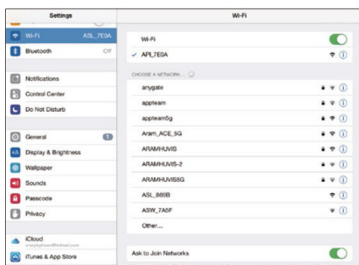 Settings
Wi-Fi
Wi-Fi ASL_7E0A
Bluetooth Off
Notifications
Control Center
Do Not Disturb
General 1
Display & Brightness
Wallpaper
Sounds
Passcode
Privacy
iCloud
iTunes & App Store
Wi-Fi
API_7E0A
CHOOSE A NETWORK...
anygate
appteam
appteam5g
Aram_ACE_5G
ARAMHUVIS
ARAMHUVIS-2
ARAMHUVIS5G
ASL_869B
ASW_7A5F
Other...
Ask to Join Networks